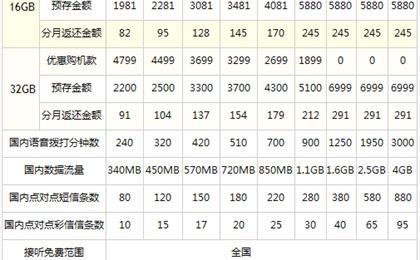 16GB 预存金额 1981 2281 3081 3481 4081 5880 5880 5880 5880
分月返还金额 82 95 128 145 170 245 245 245 245
32GB 优惠购机款 4799 4499 3699 3299 2699 1899 0 0 0
预存金额 2200 2500 3300 3700 4300 5100 6999 6999 6999
分月返还金额 91 104 137 154 179 212 291 291 291
国内语音拨打分钟数 240 320 420 510 700 900 1250 1950 3000
国内数据流量 340MB 450MB 570MB 720MB 850MB 1.1GB 1.6GB 2.5GB 4GB
国内点对点短信条数 80 120 150 180 220 280 380 580 880
国内点对点彩信信条数 10 15 17 20 25 30 40 65 95
接听免费范围 全国